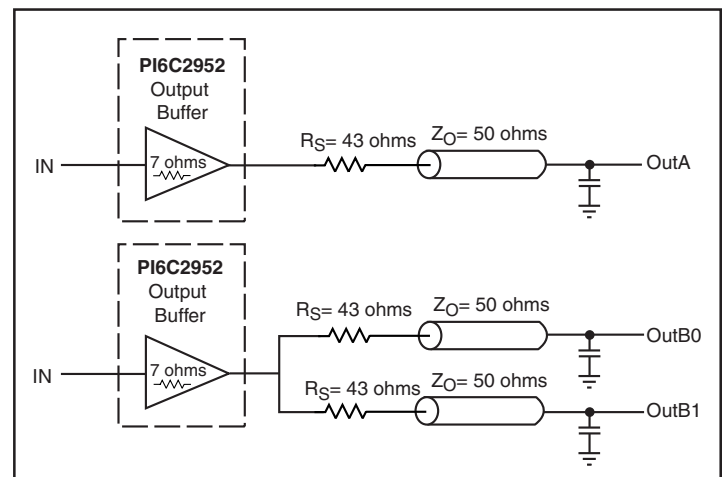 PI6C2952
Output
Buffer
7 ohms
IN
RS= 43 ohms
ZO= 50 ohms
OutA
PI6C2952
Output
Buffer
7 ohms
IN
RS= 43 ohms
ZO= 50 ohms
OutB0
RS= 43 ohms
ZO= 50 ohms
OutB1